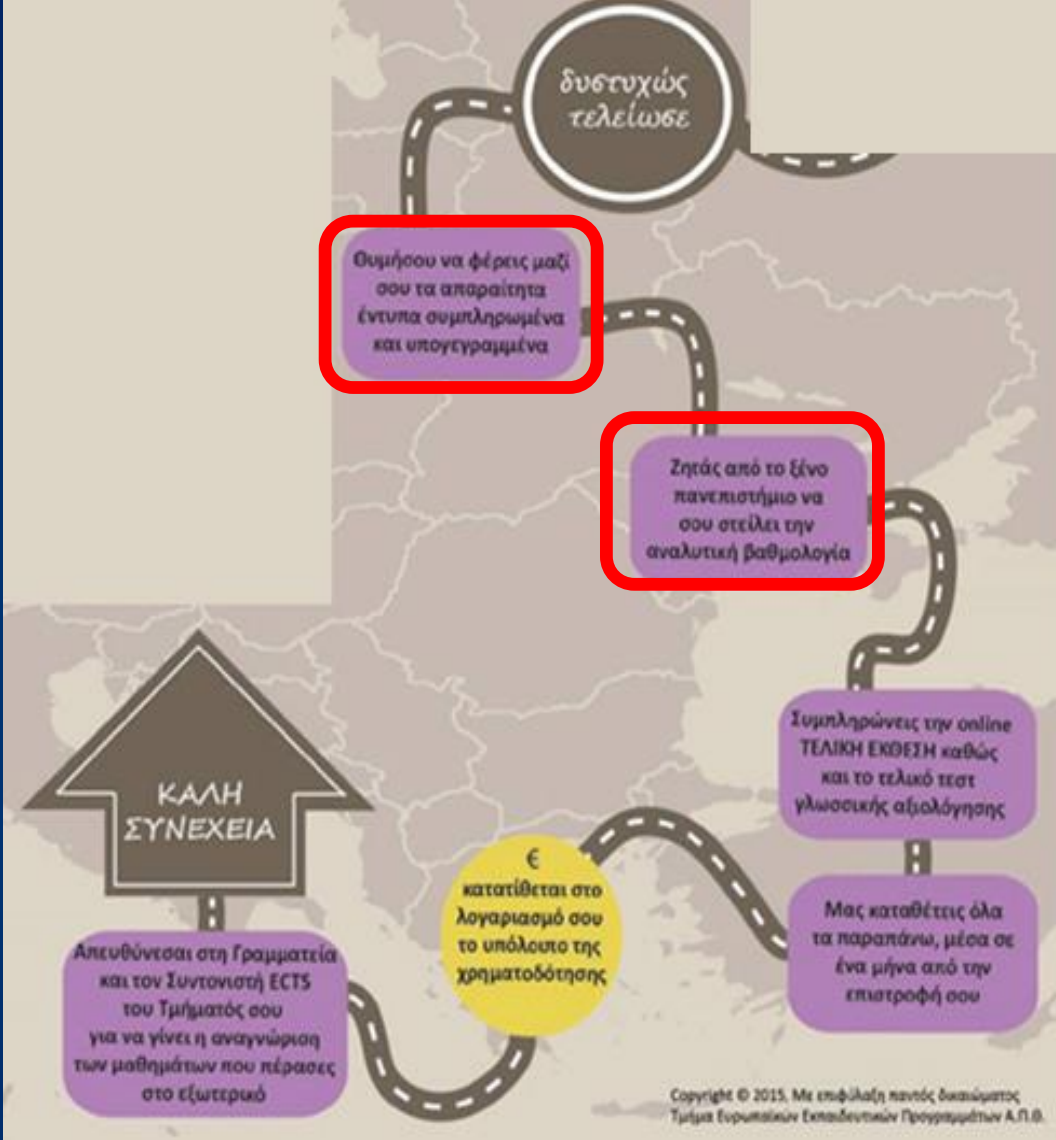 δυστυχώς
τελείωσε
Θυμήσου να φέρεις μαζί
σου τα απαραίτητα
έντυπα συμπληρωμένα
και υπογεγραμμένα
Ζητάς από το ξένο
πανεπιστήμιο να
σου στείλει την
αναλυτική βαθμολογία
Συμπληρώνεις την online
ΤΕΛΙΚΗ ΕΚΘΕΣΗ καθώς
και το τελικό τεστ
γλωσσικής αξιολόγησης
Μας καταθέτεις όλα
τα παραπάνω, μέσα σε
ένα μήνα από την
επιστροφή σου
€
κατατίθεται στο
λογαριασμό σου
το υπόλοιπο της
χρηματοδότησης
Απευθύνεσαι στη Γραμματεία
και τον Συντονιστή ECTS
του Τμήματός σου
για να γίνει η αναγνώριση
των μαθημάτων που πέρασες
στο εξωτερικό
ΚΑΛΗ
ΣΥΝΕΧΕΙΑ
Copyright © 2015, Με επιφύλαξη παντός δικαιώματος
Τμήμα Ευρωπαϊκών Εκπαιδευτικών Προγραμμάτων Α.Π.Θ.